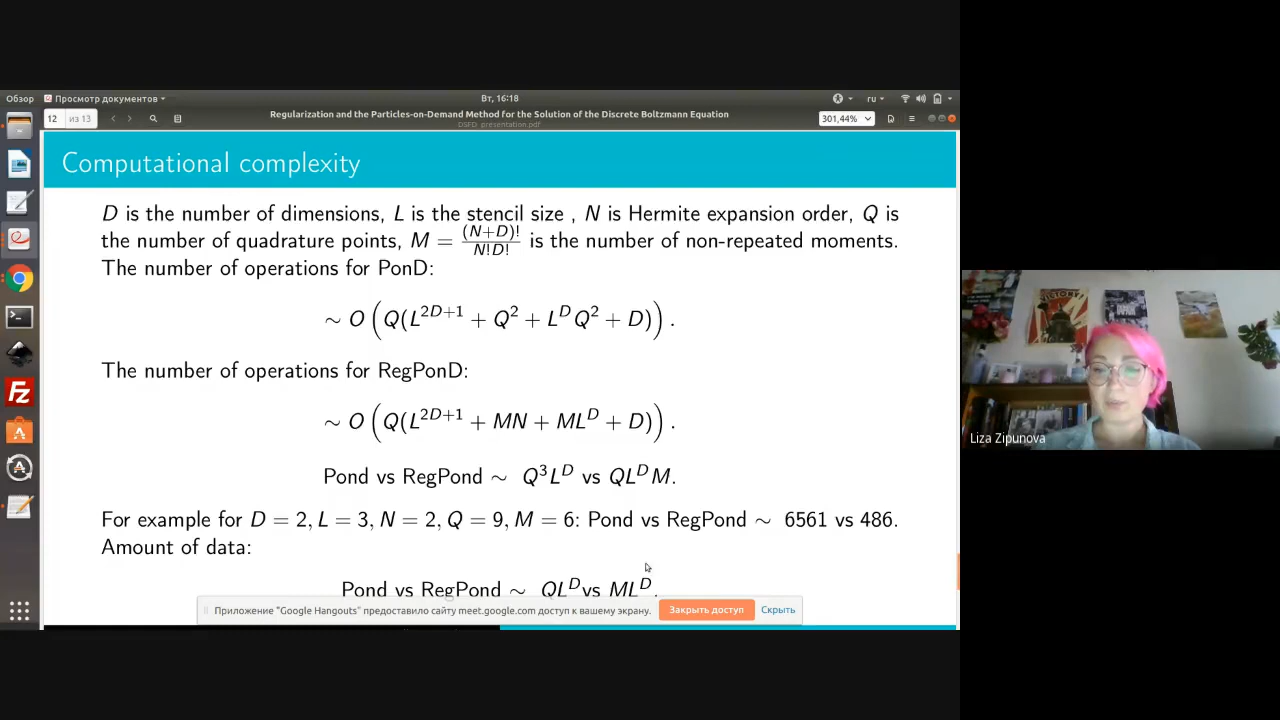 Обзор
Просмотр документов
Вт, 16:18
ru
12 из 13
Regularization and the Particles-on-Demand Method for the Solution of the Discrete Boltzmann Equation
DSFD_presentation.pdf
301,44%
Computational complexity
D is the number of dimensions, L is the stencil size , N is Hermite expansion order, Q is
the number of quadrature points, M = (N+D)!/N!D! is the number of non-repeated moments.
The number of operations for PonD:
∼ O (Q(L^{2D+1} + Q^2 + L^D Q^2 + D)) .
The number of operations for RegPonD:
∼ O (Q(L^{2D+1} + MN + ML^D + D)) .
Pond vs RegPond ∼ Q^3 L^D vs QL^D M.
For example for D = 2, L = 3, N = 2, Q = 9, M = 6: Pond vs RegPond ∼ 6561 vs 486.
Amount of data:
Pond vs RegPond ∼ QL^D vs ML^D.
Приложение "Google Hangouts" предоставило сайту meet.google.com доступ к вашему экрану.
Закрыть доступ
Скрыть
Liza Zipunova